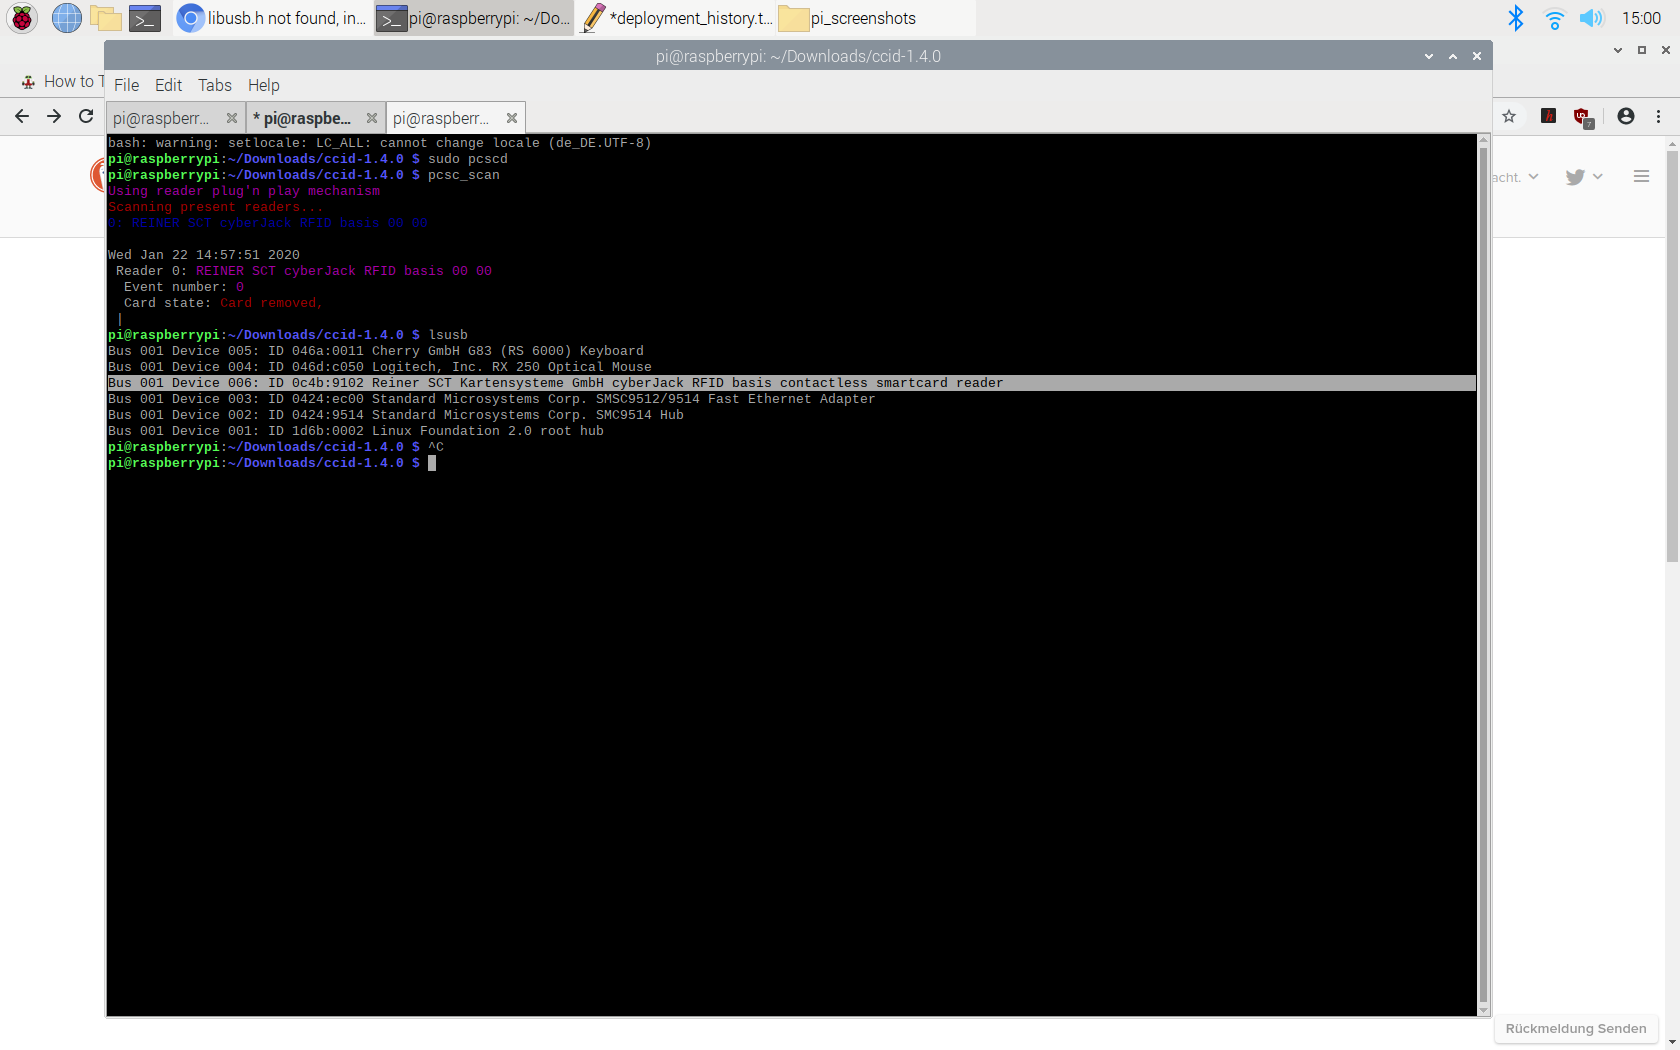 libusb.h not found, in...
pi@raspberrypi: ~/Do...
*deployment_history.t...
pi_screenshots
15:00
pi@raspberrypi: ~/Downloads/ccid-1.4.0
How to T
File Edit Tabs Help
pi@raspberr...
* pi@raspbe...
pi@raspberr...
bash: warning: setlocale: LC_ALL: cannot change locale (de_DE.UTF-8)
pi@raspberrypi:~/Downloads/ccid-1.4.0 $ sudo pcscd
pi@raspberrypi:~/Downloads/ccid-1.4.0 $ pcsc_scan
Using reader plug'n play mechanism
Scanning present readers...
0: REINER SCT cyberJack RFID basis 00 00
Wed Jan 22 14:57:51 2020
Reader 0: REINER SCT cyberJack RFID basis 00 00
Event number: 0
Card state: Card removed,
|
pi@raspberrypi:~/Downloads/ccid-1.4.0 $ lsusb
Bus 001 Device 005: ID 046a:0011 Cherry GmbH G83 (RS 6000) Keyboard
Bus 001 Device 004: ID 046d:c050 Logitech, Inc. RX 250 Optical Mouse
Bus 001 Device 006: ID 0c4b:9102 Reiner SCT Kartensysteme GmbH cyberJack RFID basis contactless smartcard reader
Bus 001 Device 003: ID 0424:ec00 Standard Microsystems Corp. SMSC9512/9514 Fast Ethernet Adapter
Bus 001 Device 002: ID 0424:9514 Standard Microsystems Corp. SMC9514 Hub
Bus 001 Device 001: ID 1d6b:0002 Linux Foundation 2.0 root hub
pi@raspberrypi:~/Downloads/ccid-1.4.0 $ ^C
pi@raspberrypi:~/Downloads/ccid-1.4.0 $
7
acht.
Rückmeldung Senden